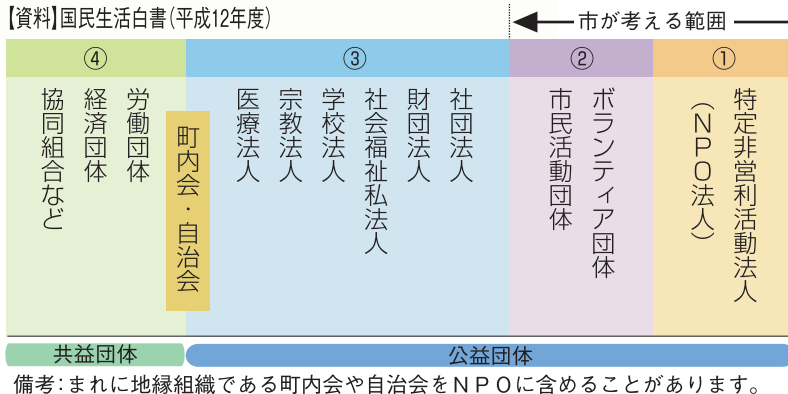 【資料】国民生活白書（平成12年度）
市が考える範囲
④
③
②
①
特定非営利活動法人
（ＮＰＯ法人）
ボランティア団体
市民活動団体
社団法人
財団法人
社会福祉私法人
学校法人
宗教法人
医療法人
町内会・自治会
労働団体
経済団体
協同組合など
共益団体
公益団体
備考：まれに地縁組織である町内会や自治会をＮＰＯに含めることがあります。